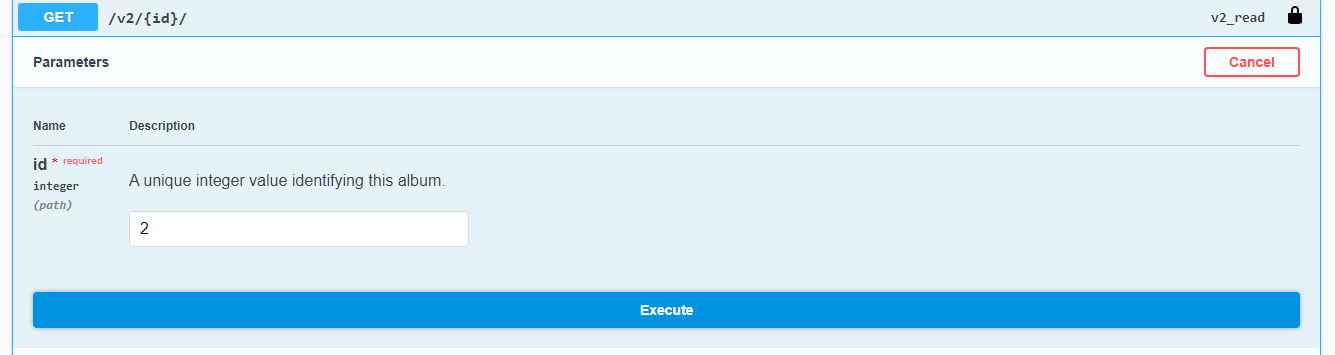 GET /v2/{id}/ v2_read
Parameters Cancel
Name Description
id * required
A unique integer value identifying this album.
integer
(path)
2
Execute